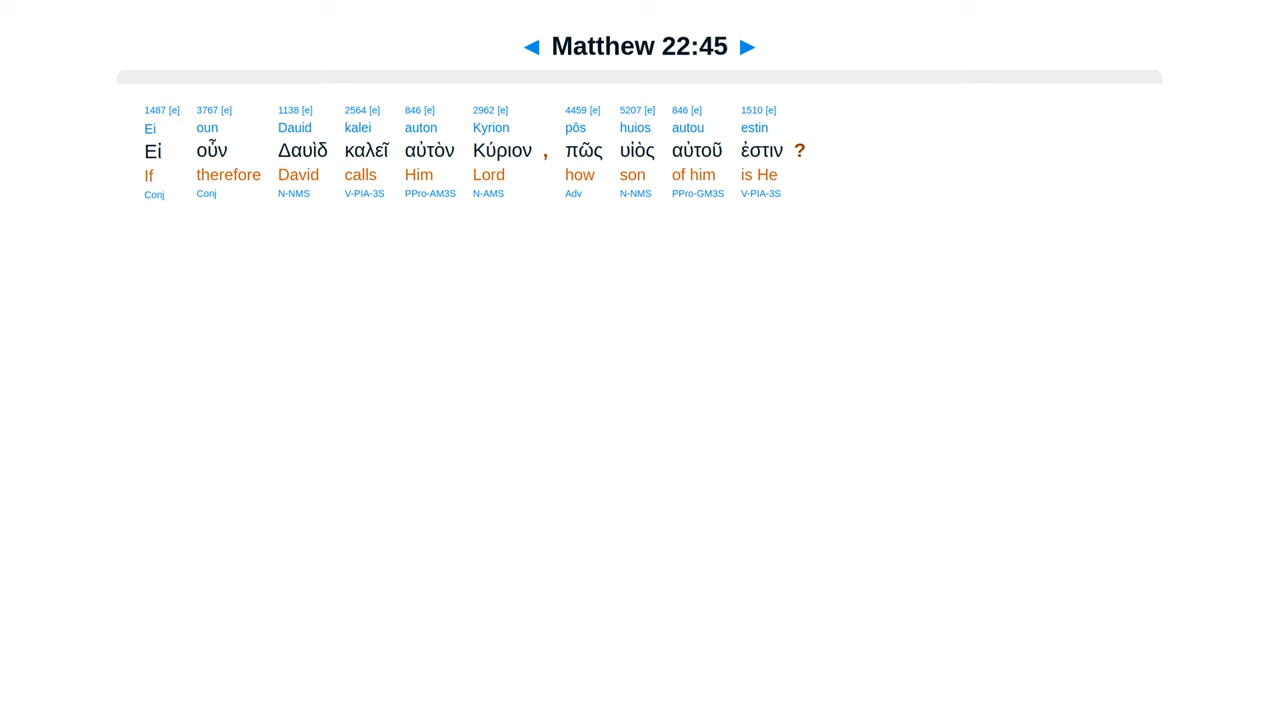 ◄ Matthew 22:45 ►
1487 [e] 3767 [e] 1138 [e] 2564 [e] 846 [e] 2962 [e] 4459 [e] 5207 [e] 846 [e] 1510 [e]
Ei oun Dauid kalei auton Kyrion pōs huios autou estin
Εἰ οὖν Δαυὶδ καλεῖ αὐτὸν Κύριον , πῶς υἱὸς αὐτοῦ ἐστιν ?
If therefore David calls Him Lord how son of him is He
Conj Conj N-NMS V-PIA-3S PPro-AM3S N-AMS Adv N-NMS PPro-GM3S V-PIA-3S